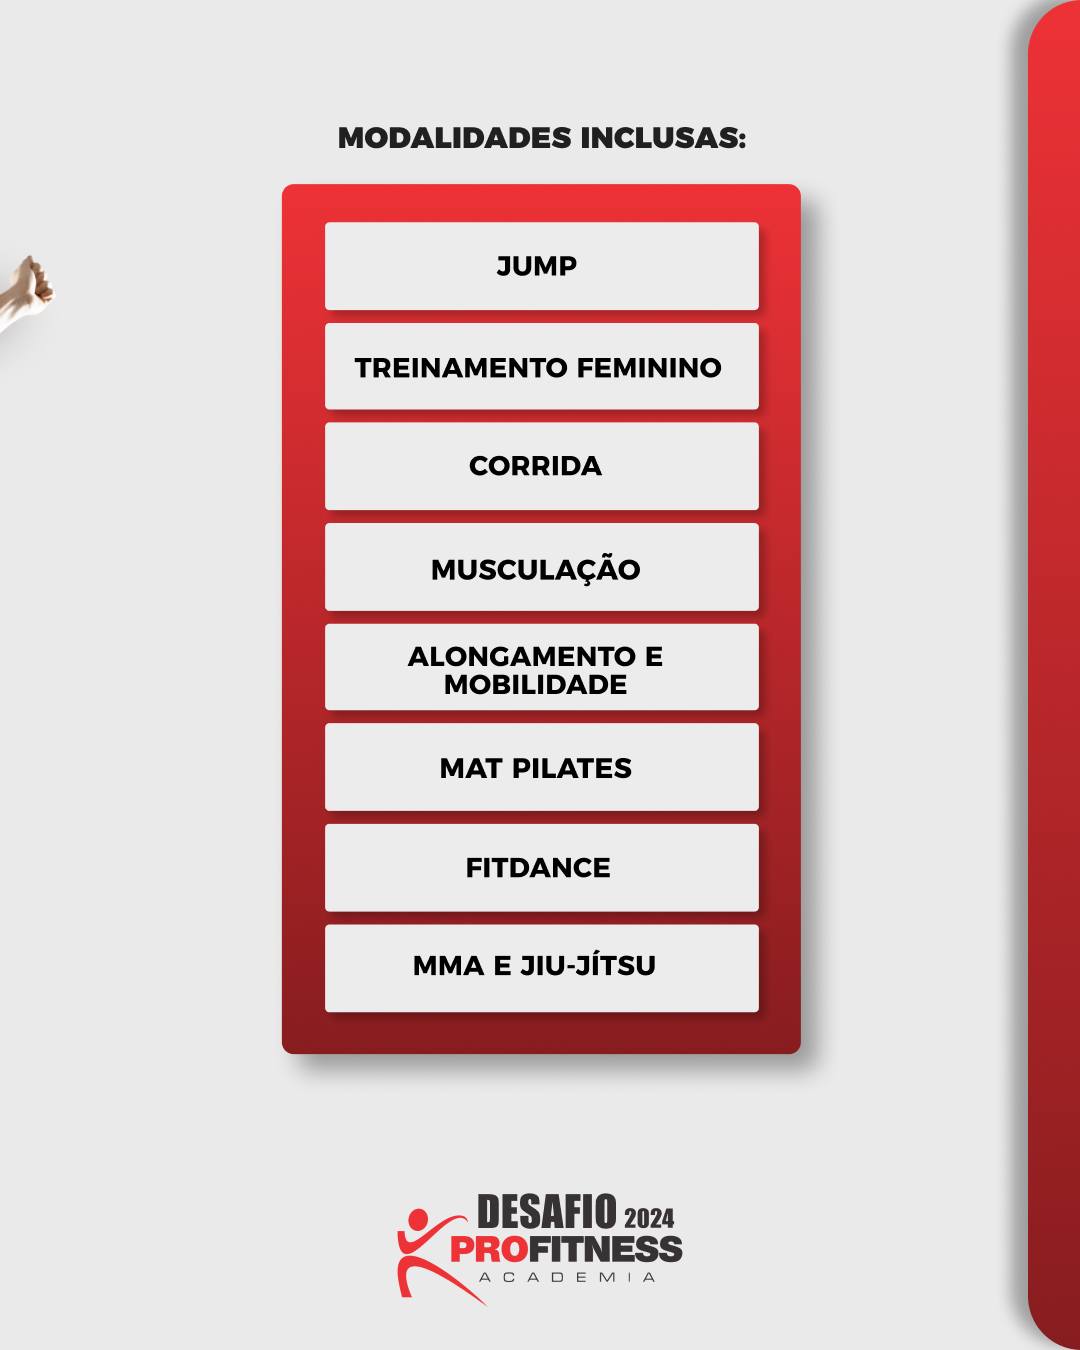 MODALIDADES INCLUSAS:
JUMP
TREINAMENTO FEMININO
CORRIDA
MUSCULAÇÃO
ALONGAMENTO E
MOBILIDADE
MAT PILATES
FITDANCE
MMA E JIU-JÍTSU
DESAFIO 2024
PROFITNESS
ACADEMIA